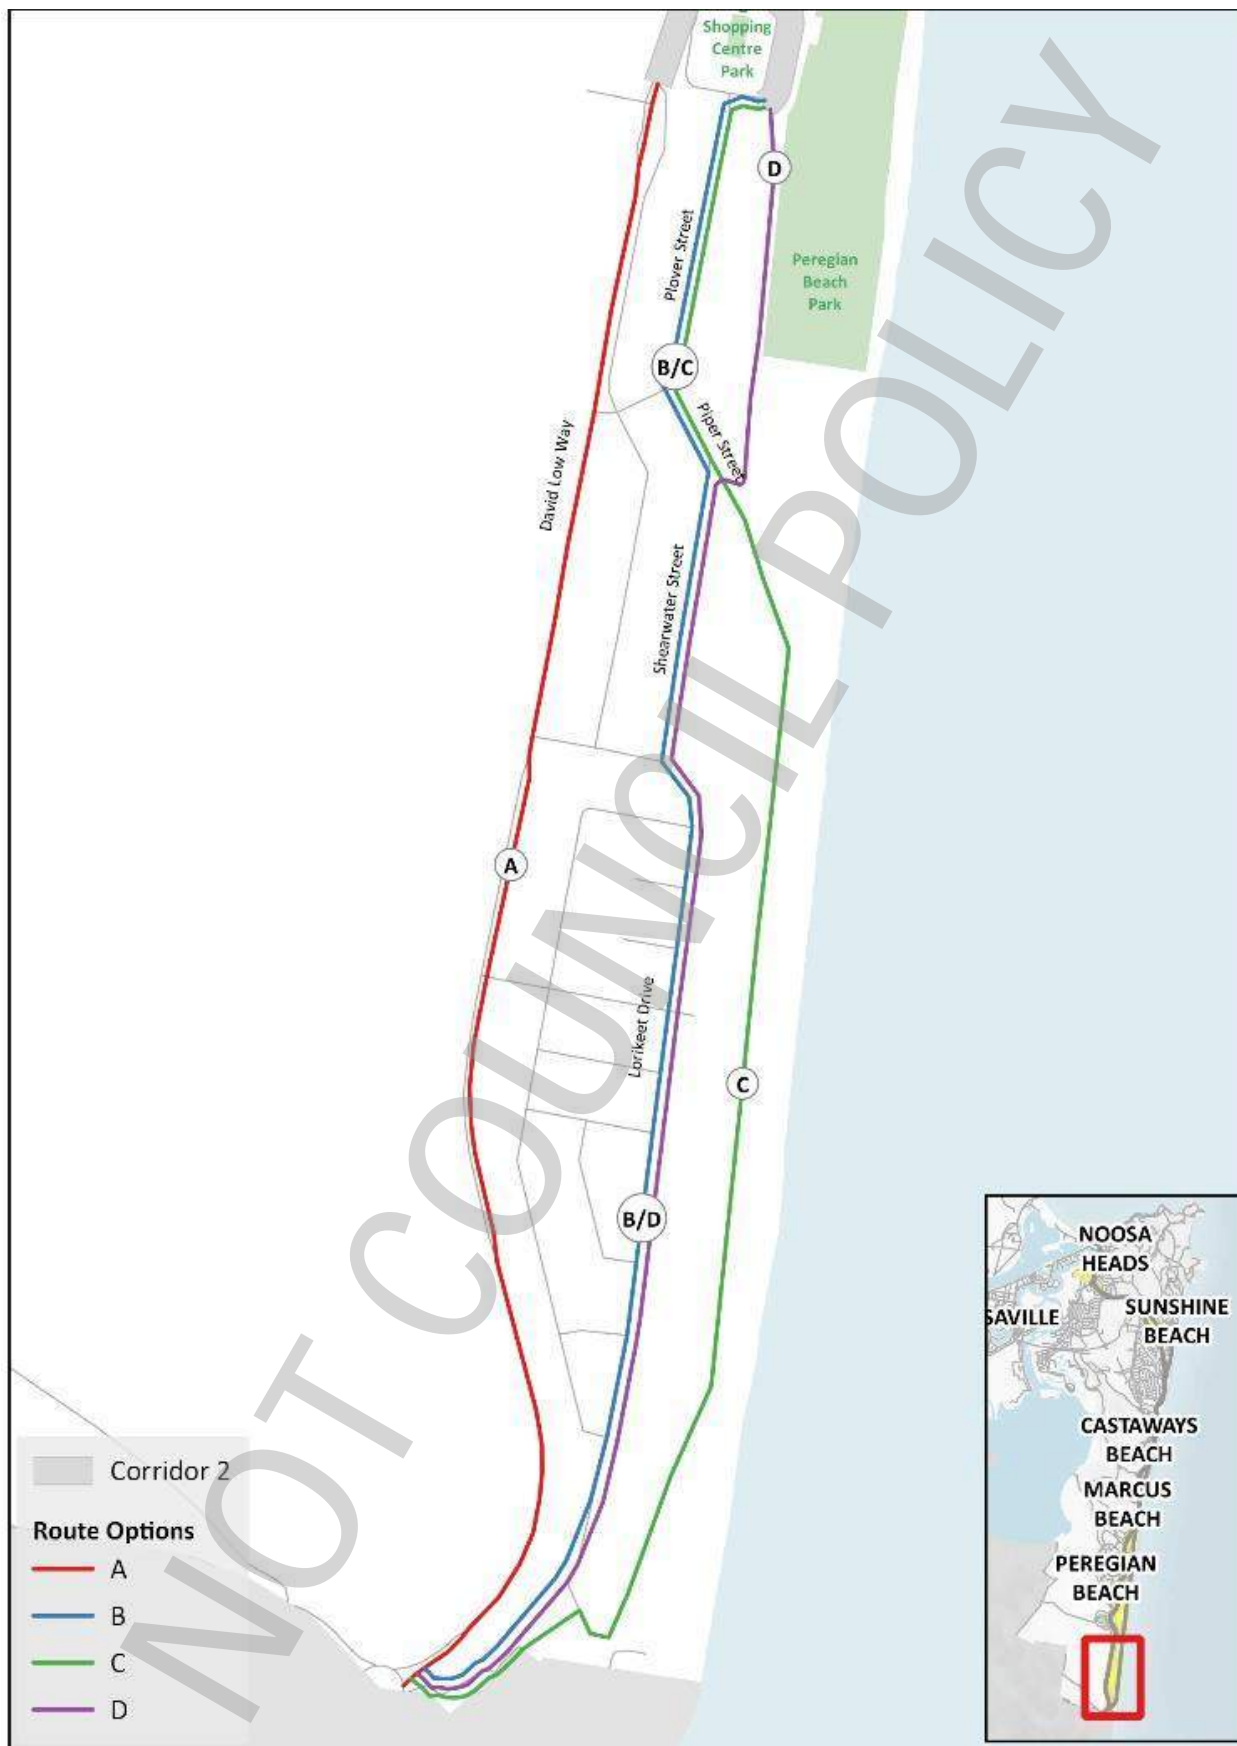 Shopping
Centre
Park
D
Plover Street
Peregian
Beach
Park
B/C
Piper Street
David Low Way
Shearwater Street
A
Lorikeet Drive
C
B/D
NOT COUNCIL POLICY
NOOSA
HEADS
SAVILLE
SUNSHINE
BEACH
CASTAWAYS
BEACH
MARCUS
BEACH
PEREGIAN
BEACH
Corridor 2
Route Options
A
B
C
D